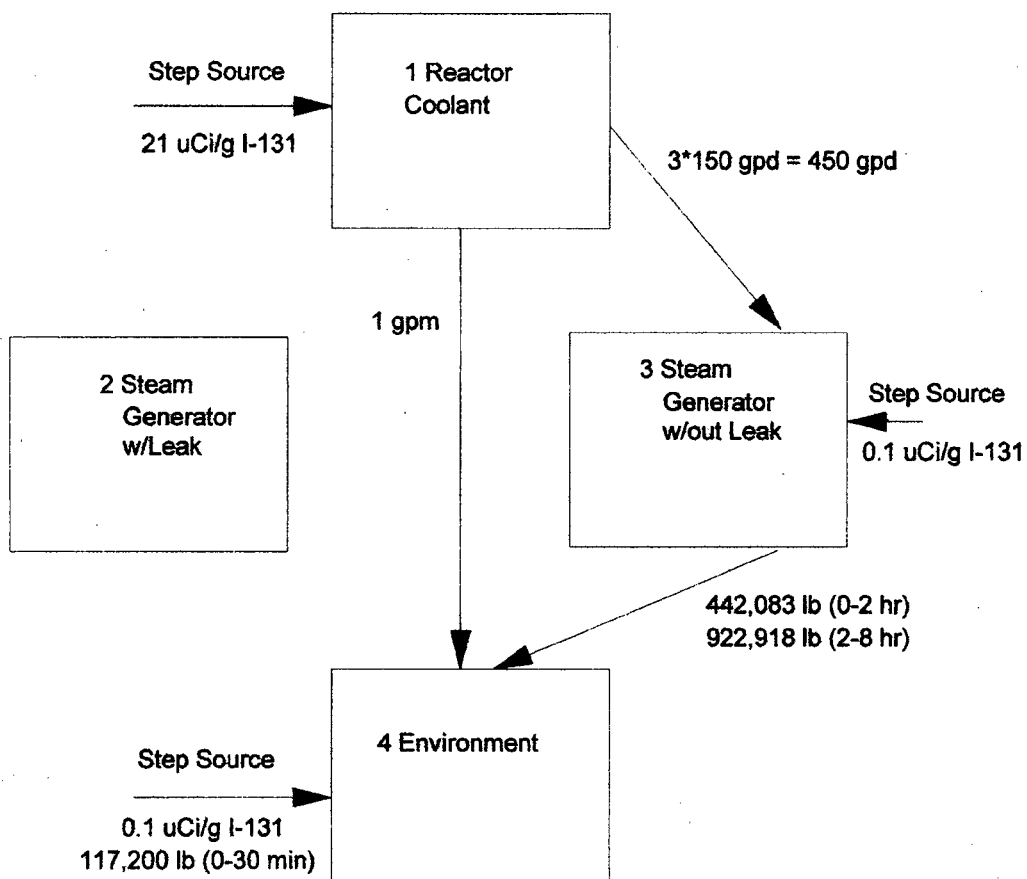 Step Source
21 uCi/g I-131
1 Reactor
Coolant
3*150 gpd = 450 gpd
1 gpm
2 Steam
Generator
w/Leak
3 Steam
Generator
w/out Leak
Step Source
0.1 uCi/g I-131
442,083 lb (0-2 hr)
922,918 lb (2-8 hr)
4 Environment
Step Source
0.1 uCi/g I-131
117,200 lb (0-30 min)